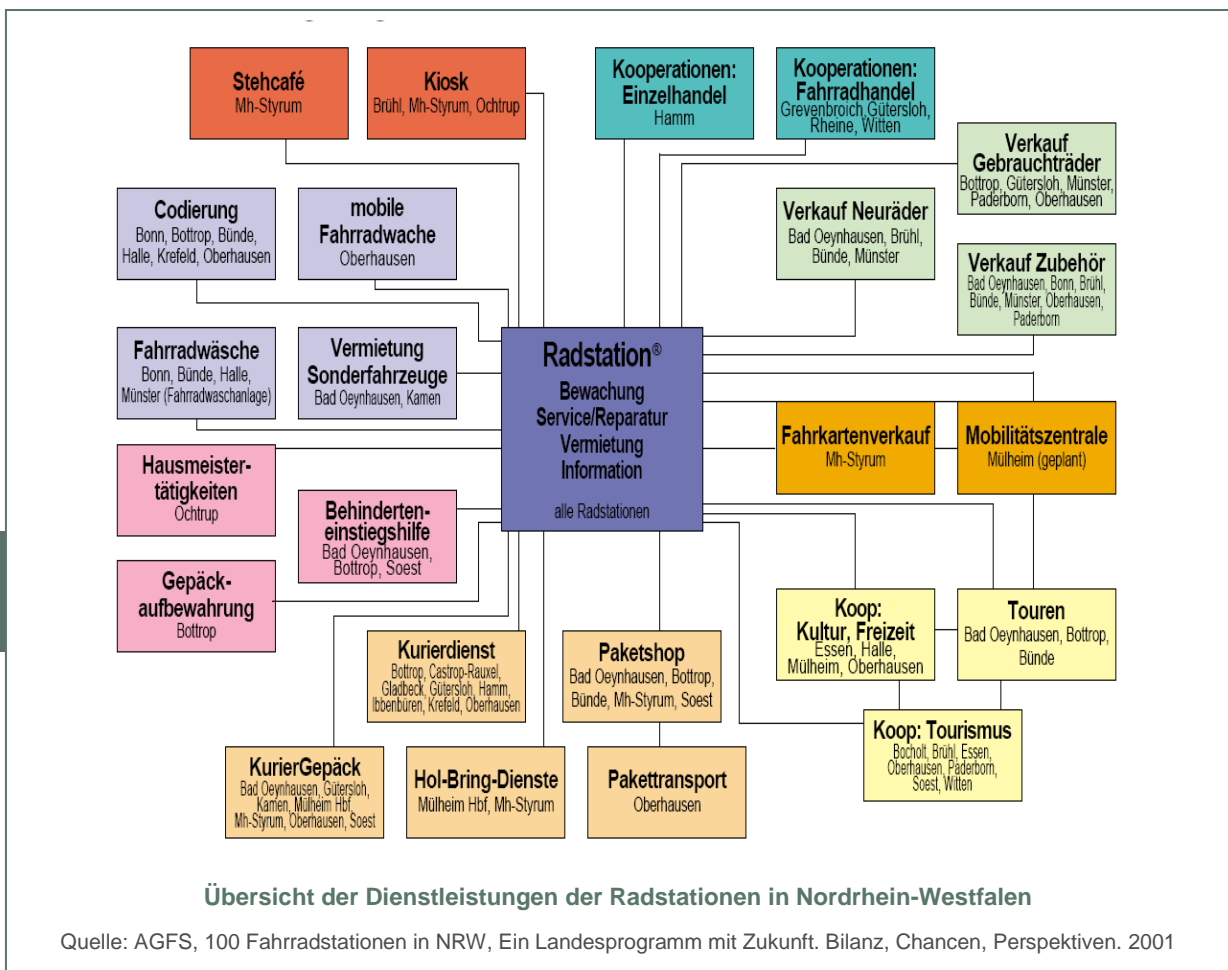 Stehcafé
Mh-Styrum
Kiosk
Brühl, Mh-Styrum, Ochtrup
Kooperationen:
Einzelhandel
Hamm
Kooperationen:
Fahrradhandel
Grevenbroich,Gütersloh,
Rheine, Witten
Verkauf
Gebrauchträder
Bottrop, Gütersloh, Münster,
Paderborn, Oberhausen
Codierung
Bonn, Bottrop, Bünde,
Halle, Krefeld, Oberhausen
mobile
Fahrradwache
Oberhausen
Verkauf Neuräder
Bad Oeynhausen, Brühl,
Bünde, Münster
Verkauf Zubehör
Bad Oeynhausen, Bonn, Brühl,
Bünde, Münster, Oberhausen,
Paderborn
Fahrradwäsche
Bonn, Bünde, Halle,
Münster (Fahrradwaschanlage)
Vermietung
Sonderfahrzeuge
Bad Oeynhausen, Kamen
Radstation®
Bewachung
Service/Reparatur
Vermietung
Information
alle Radstationen
Fahrkartenverkauf
Mh-Styrum
Mobilitätszentrale
Mülheim (geplant)
Hausmeister-
tätigkeiten
Ochtrup
Behinderten-
einstiegshilfe
Bad Oeynhausen,
Bottrop, Soest
Gepäck-
aufbewahrung
Bottrop
Koop:
Kultur, Freizeit
Essen, Halle,
Mülheim, Oberhausen
Touren
Bad Oeynhausen, Bottrop,
Bünde
Kurierdienst
Bottrop, Castrop-Rauxel,
Gladbeck, Gütersloh, Hamm,
Ibbenbüren, Krefeld, Oberhausen
Paketshop
Bad Oeynhausen, Bottrop,
Bünde, Mh-Styrum, Soest
Koop: Tourismus
Bocholt, Brühl, Essen,
Oberhausen, Paderborn,
Soest, Witten
KurierGepäck
Bad Oeynhausen, Gütersloh,
Kamen, Mülheim Hbf,
Mh-Styrum, Oberhausen, Soest
Hol-Bring-Dienste
Mülheim Hbf, Mh-Styrum
Pakettransport
Oberhausen
Übersicht der Dienstleistungen der Radstationen in Nordrhein-Westfalen
Quelle: AGFS, 100 Fahrradstationen in NRW, Ein Landesprogramm mit Zukunft. Bilanz, Chancen, Perspektiven. 2001